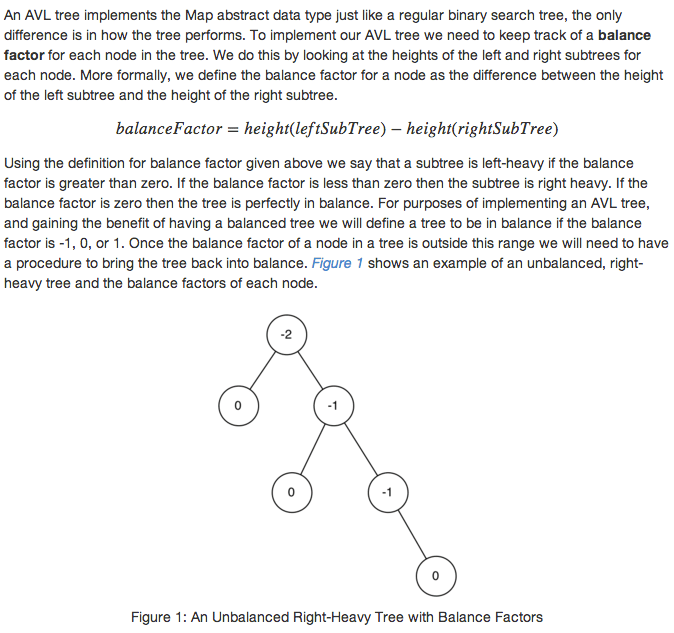 An AVL tree implements the Map abstract data type just like a regular binary search tree, the only
difference is in how the tree performs. To implement our AVL tree we need to keep track of a balance
factor for each node in the tree. We do this by looking at the heights of the left and right subtrees for
each node. More formally, we define the balance factor for a node as the difference between the height
of the left subtree and the height of the right subtree.
balanceFactor = height(leftSubTree) − height(rightSubTree)
Using the definition for balance factor given above we say that a subtree is left-heavy if the balance
factor is greater than zero. If the balance factor is less than zero then the subtree is right heavy. If the
balance factor is zero then the tree is perfectly in balance. For purposes of implementing an AVL tree,
and gaining the benefit of having a balanced tree we will define a tree to be in balance if the balance
factor is -1, 0, or 1. Once the balance factor of a node in a tree is outside this range we will need to have
a procedure to bring the tree back into balance. Figure 1 shows an example of an unbalanced, right-
heavy tree and the balance factors of each node.
-2
0
-1
0
-1
0
Figure 1: An Unbalanced Right-Heavy Tree with Balance Factors